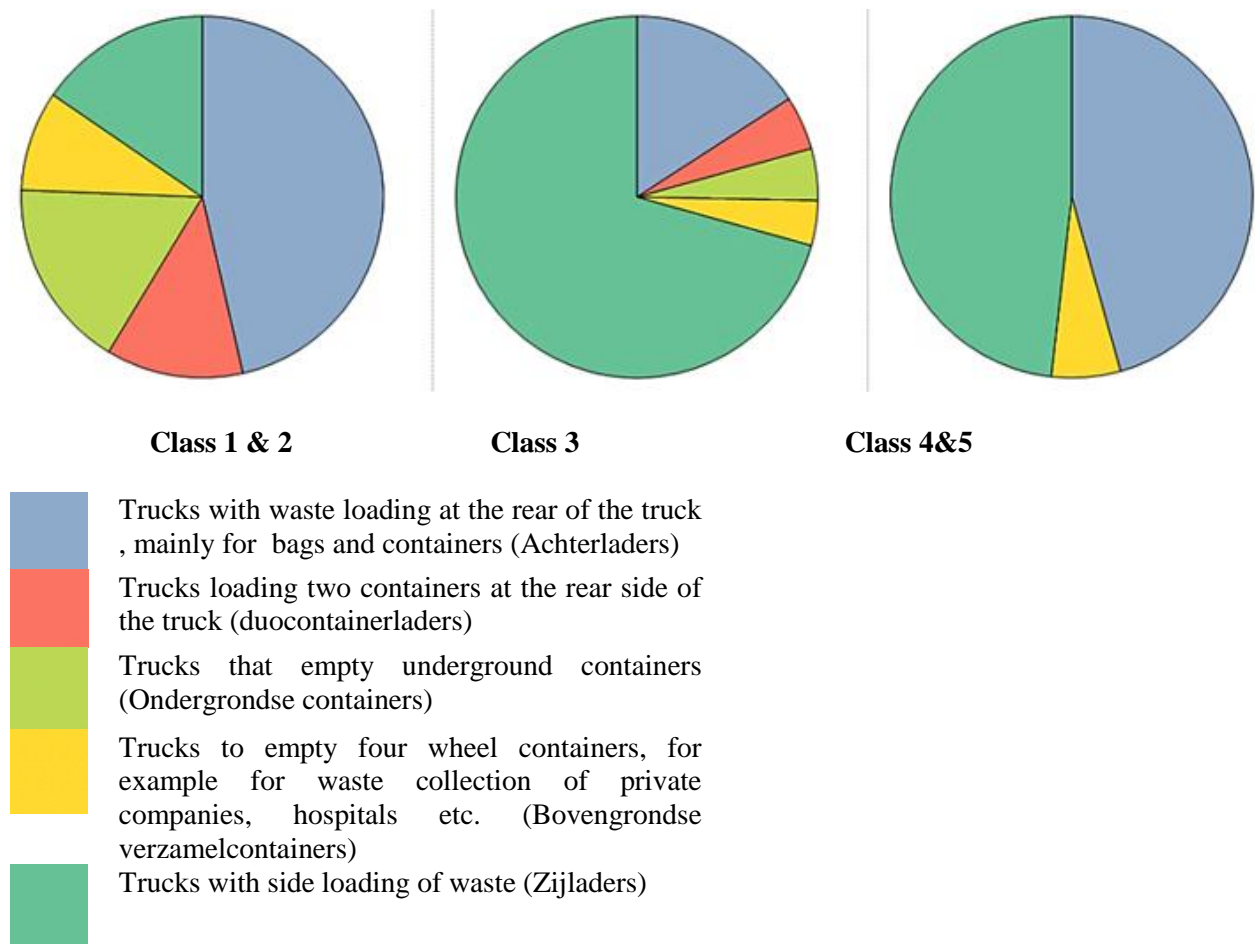 Class 1 & 2 Class 3 Class 4&5
Trucks with waste loading at the rear of the truck
, mainly for bags and containers (Achterladers)
Trucks loading two containers at the rear side of
the truck (duocontainerladers)
Trucks that empty underground containers
(Ondergrondse containers)
Trucks to empty four wheel containers, for
example for waste collection of private
companies, hospitals etc. (Bovengrondse
verzamelcontainers)
Trucks with side loading of waste (Zijladers)